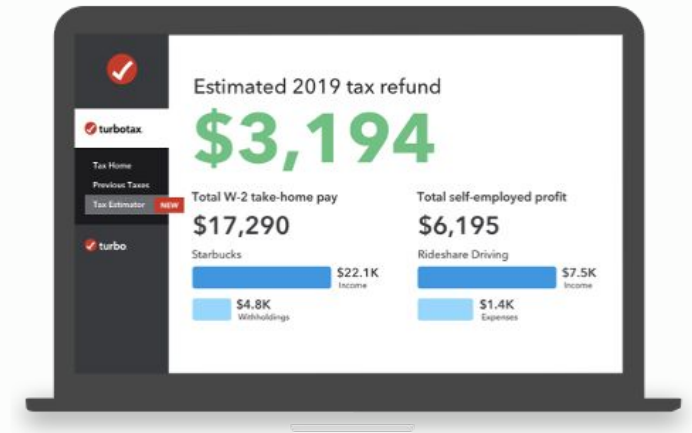 Estimated 2019 tax refund
$3,194
turbotax
Tax Home
Previous Taxes
Tax Estimator NEW
turbo
Total W-2 take-home pay
$17,290
Starbucks
$22.1K
Income
$4.8K
Withholdings
Total self-employed profit
$6,195
Rideshare Driving
$7.5K
Income
$1.4K
Expenses